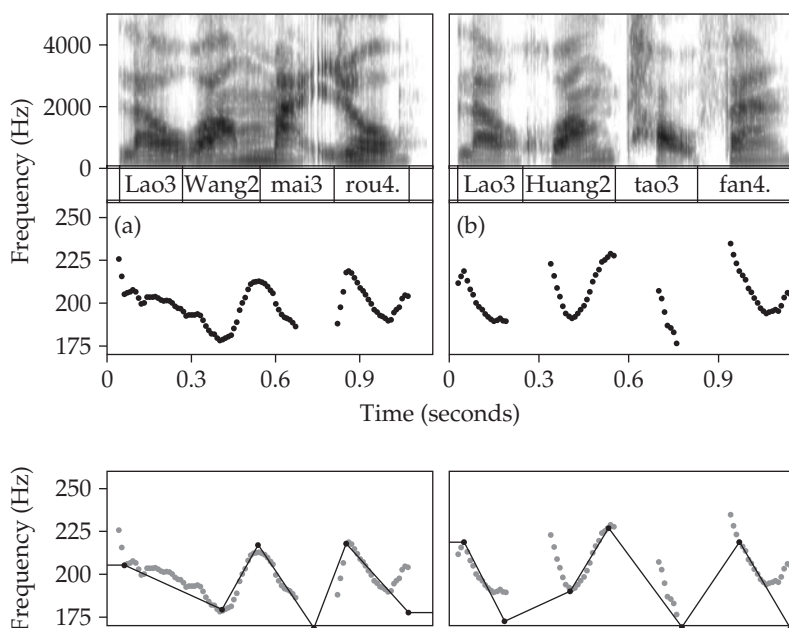 4000
2000
0
Frequency (Hz)
Lao3 Wang2 mai3 rou4.
Lao3 Huang2 tao3 fan4.
(a)
(b)
250
225
200
175
0 0.3 0.6 0.9
0 0.3 0.6 0.9
Time (seconds)
250
225
200
175
Frequency (Hz)